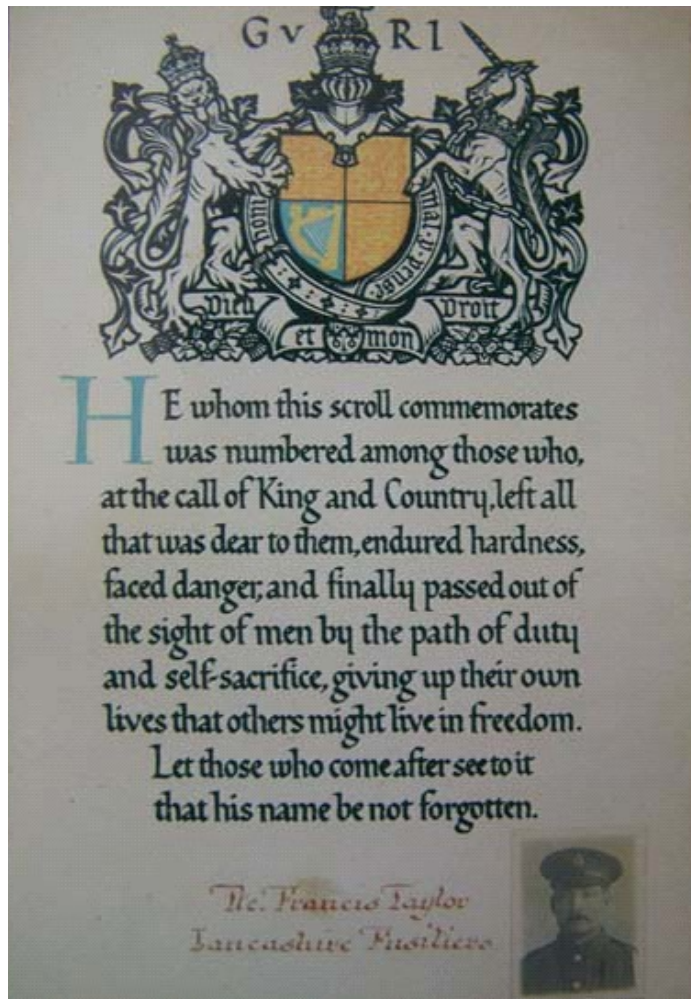 G V R I
honi
mal · y · pense
Dieu
Droit
et mon
HE whom this scroll commemorates
was numbered among those who,
at the call of King and Country, left all
that was dear to them, endured hardness,
faced danger, and finally passed out of
the sight of men by the path of duty
and self-sacrifice, giving up their own
lives that others might live in freedom.
Let those who come after see to it
that his name be not forgotten.
Pte. Francis Taylor
Lancashire Fusiliers